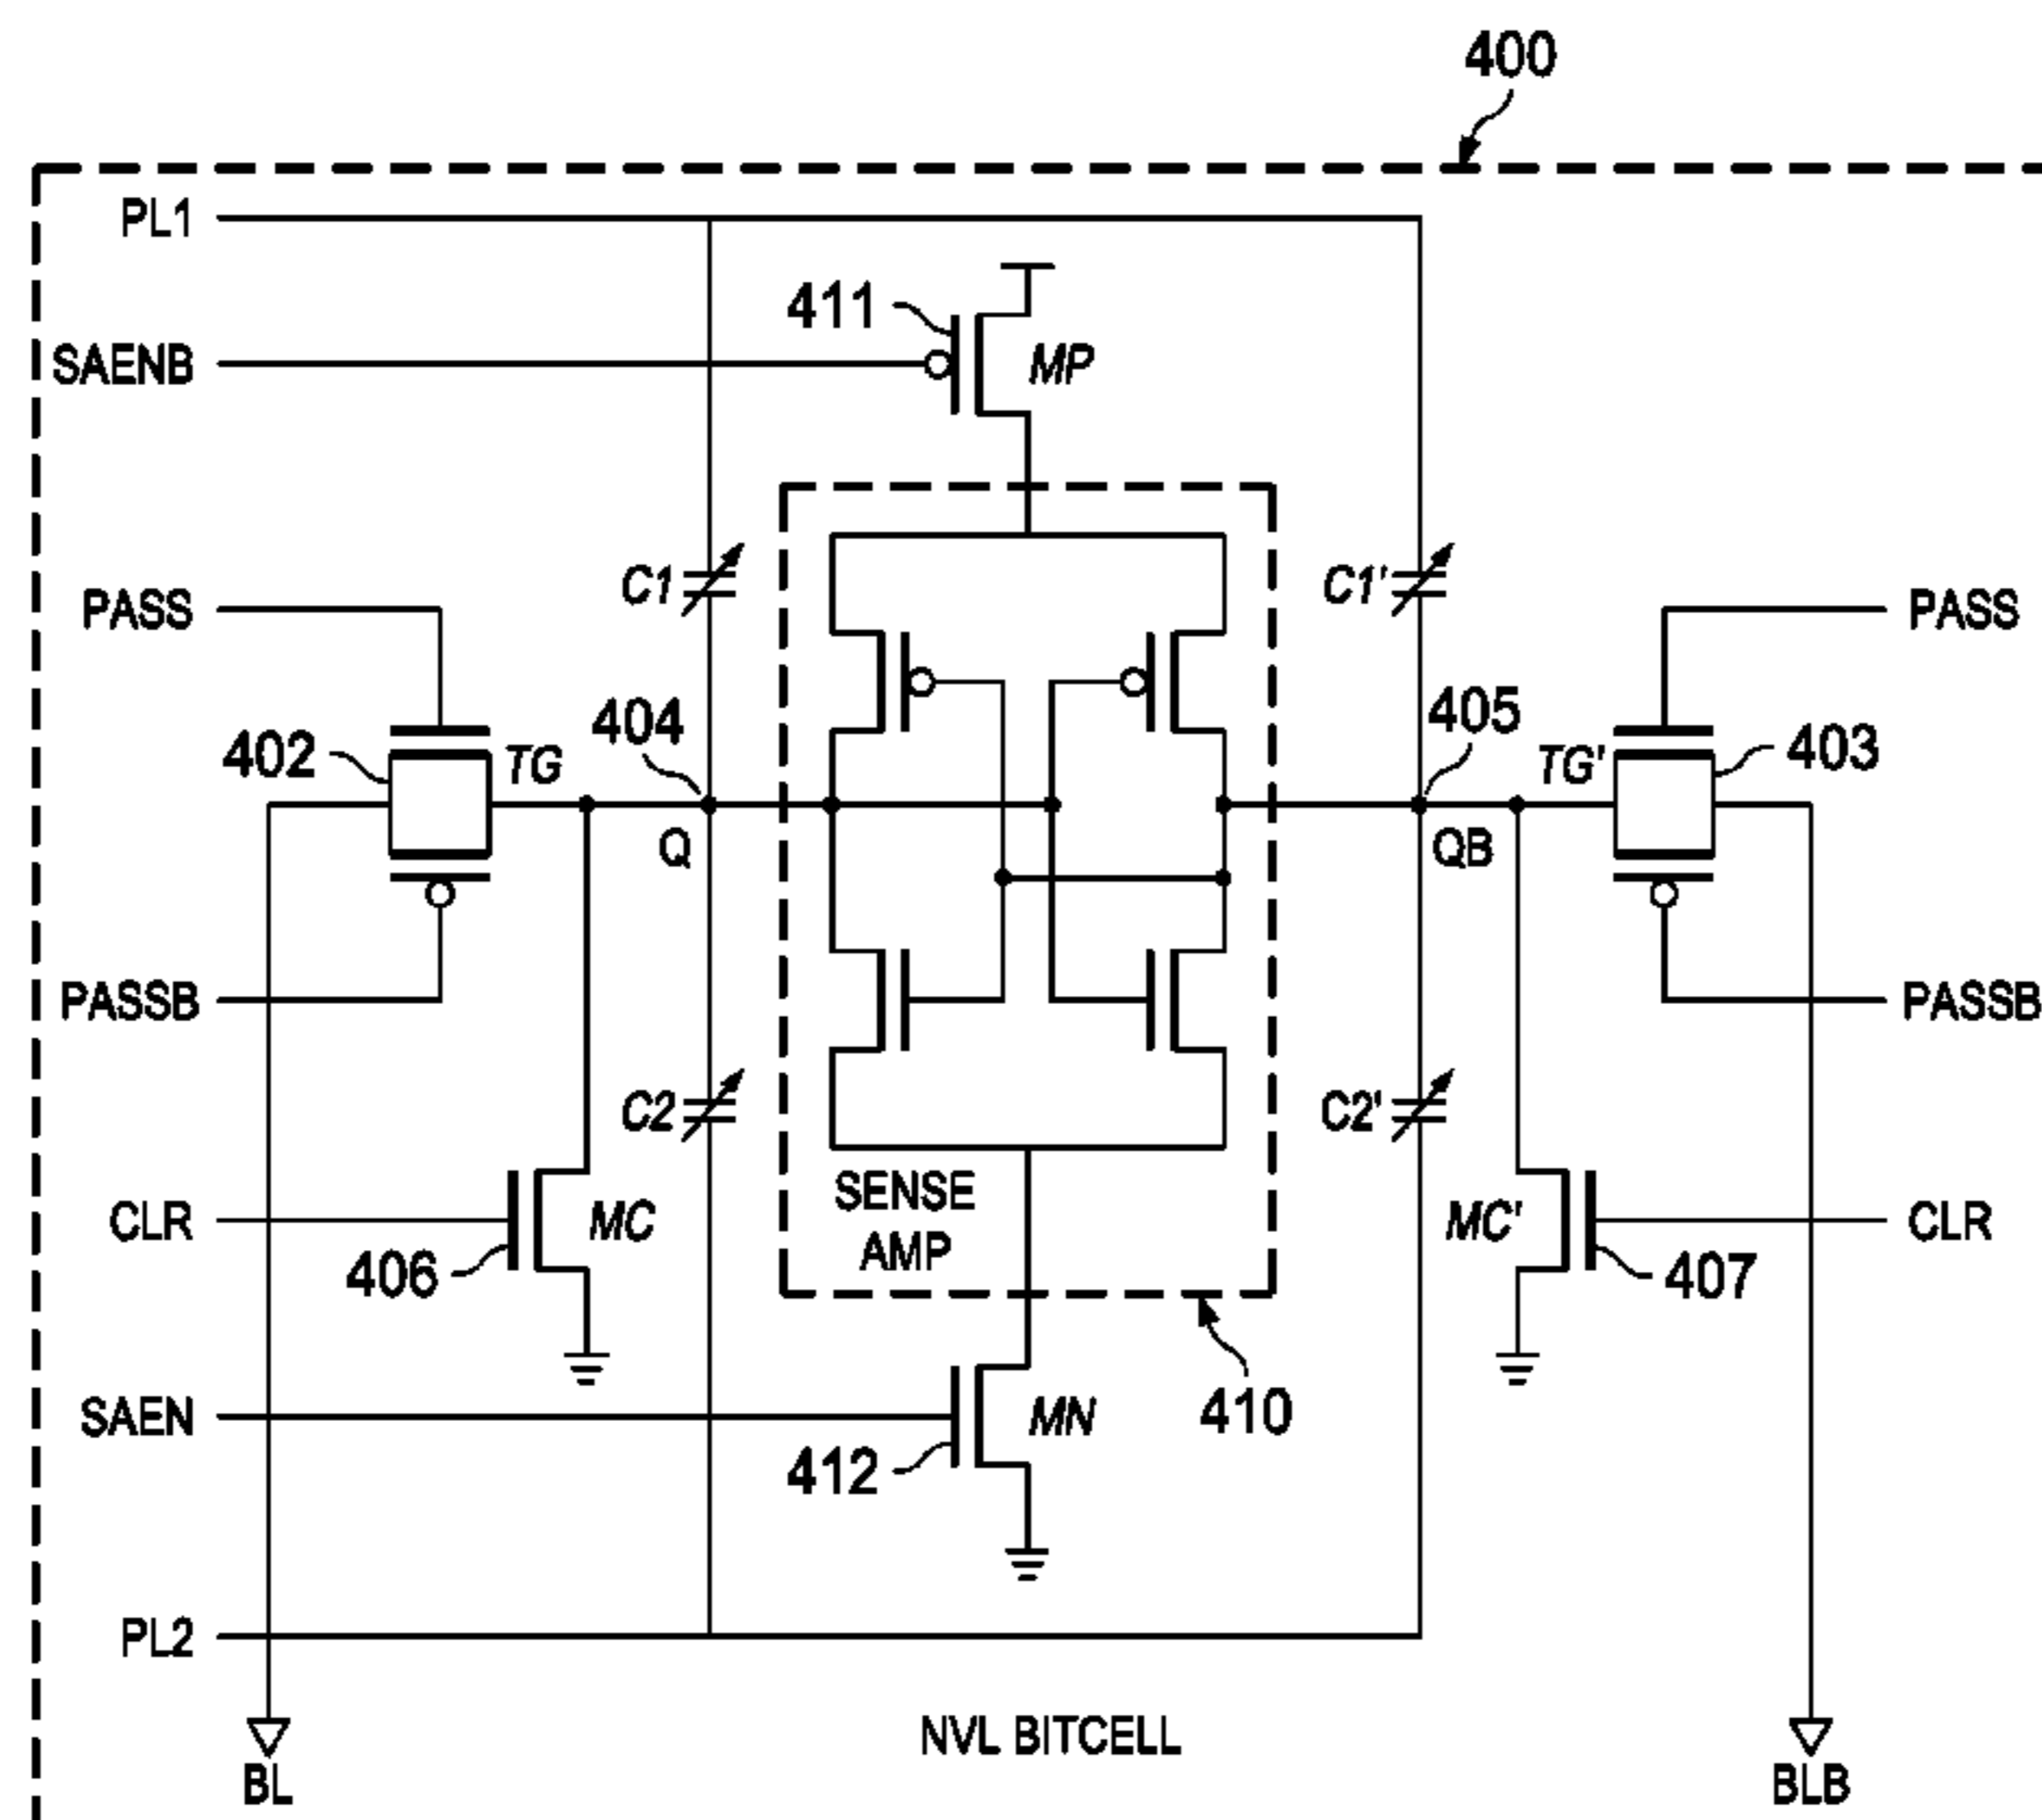 400
PL1
411
SAENB
MP
PASS
C1
C1'
PASS
402
TG
404
405
TG'
403
Q
QB
PASSB
PASSB
C2
C2'
SENSE
AMP
CLR
MC
MC'
CLR
406
407
SAEN
MN
410
412
PL2
NVL BITCELL
BL
BLB